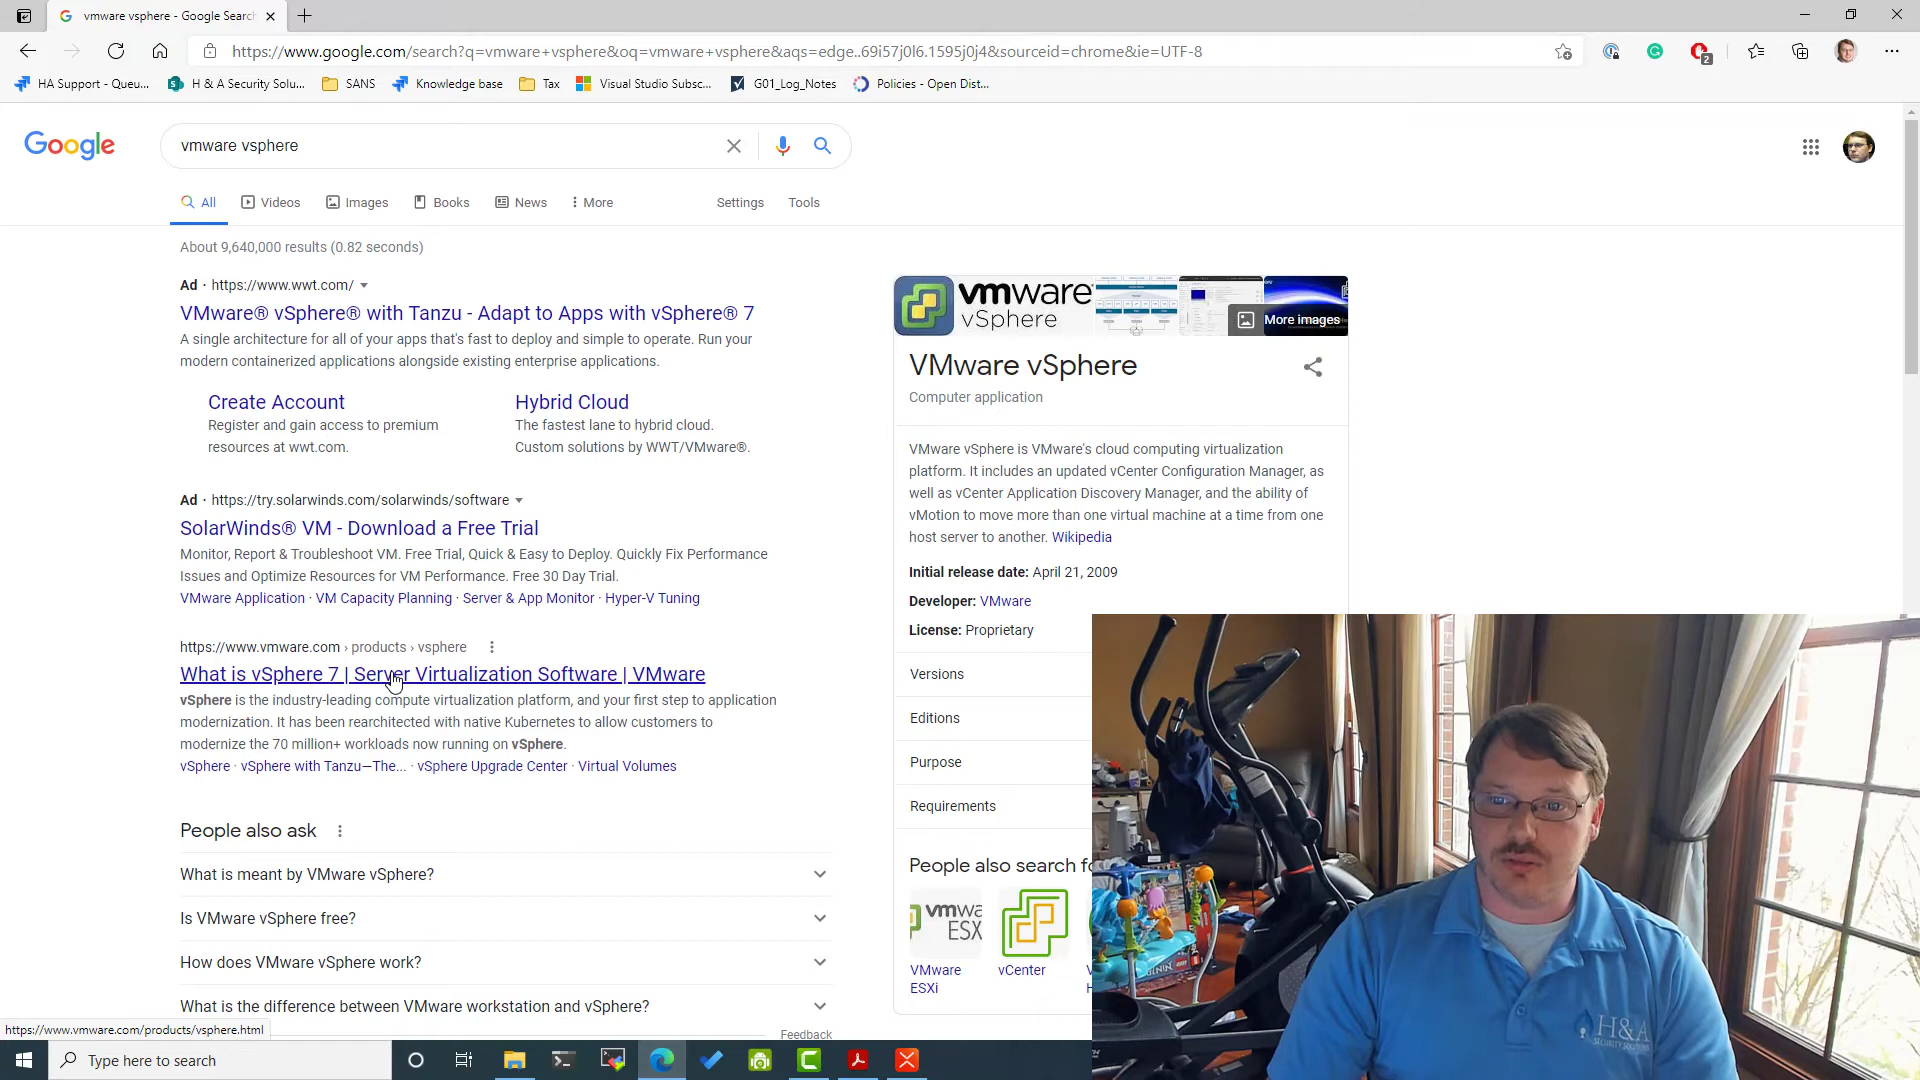 vmware vsphere - Google Search
https://www.google.com/search?q=vmware+vsphere&oq=vmware+vsphere&aqs=edge..69i57j0l6.1595j0j4&sourceid=chrome&ie=UTF-8
2
HA Support - Queu... H & A Security Solu... SANS Knowledge base Tax Visual Studio Subsc... G01_Log_Notes Policies - Open Dist...
Google
vmware vsphere
All Videos Images Books News More Settings Tools
About 9,640,000 results (0.82 seconds)
Ad · https://www.wwt.com/
VMware® vSphere® with Tanzu - Adapt to Apps with vSphere® 7
A single architecture for all of your apps that's fast to deploy and simple to operate. Run your
modern containerized applications alongside existing enterprise applications.
Create Account
Register and gain access to premium
resources at wwt.com.
Hybrid Cloud
The fastest lane to hybrid cloud.
Custom solutions by WWT/VMware®.
Ad · https://try.solarwinds.com/solarwinds/software
SolarWinds® VM - Download a Free Trial
Monitor, Report & Troubleshoot VM. Free Trial, Quick & Easy to Deploy. Quickly Fix Performance
Issues and Optimize Resources for VM Performance. Free 30 Day Trial.
VMware Application · VM Capacity Planning · Server & App Monitor · Hyper-V Tuning
https://www.vmware.com › products › vsphere
What is vSphere 7 | Server Virtualization Software | VMware
vSphere is the industry-leading compute virtualization platform, and your first step to application
modernization. It has been rearchitected with native Kubernetes to allow customers to
modernize the 70 million+ workloads now running on vSphere.
vSphere · vSphere with Tanzu—The... · vSphere Upgrade Center · Virtual Volumes
People also ask
What is meant by VMware vSphere?
Is VMware vSphere free?
How does VMware vSphere work?
What is the difference between VMware workstation and vSphere?
Feedback
vmware
vSphere
More images
VMware vSphere
Computer application
VMware vSphere is VMware's cloud computing virtualization
platform. It includes an updated vCenter Configuration Manager, as
well as vCenter Application Discovery Manager, and the ability of
vMotion to move more than one virtual machine at a time from one
host server to another. Wikipedia
Initial release date: April 21, 2009
Developer: VMware
License: Proprietary
Versions
Editions
Purpose
Requirements
People also search fo
vmwa
ESX
VMware
ESXi
vCenter
H&A
SECURITY SOLUTIONS
https://www.vmware.com/products/vsphere.html
Type here to search